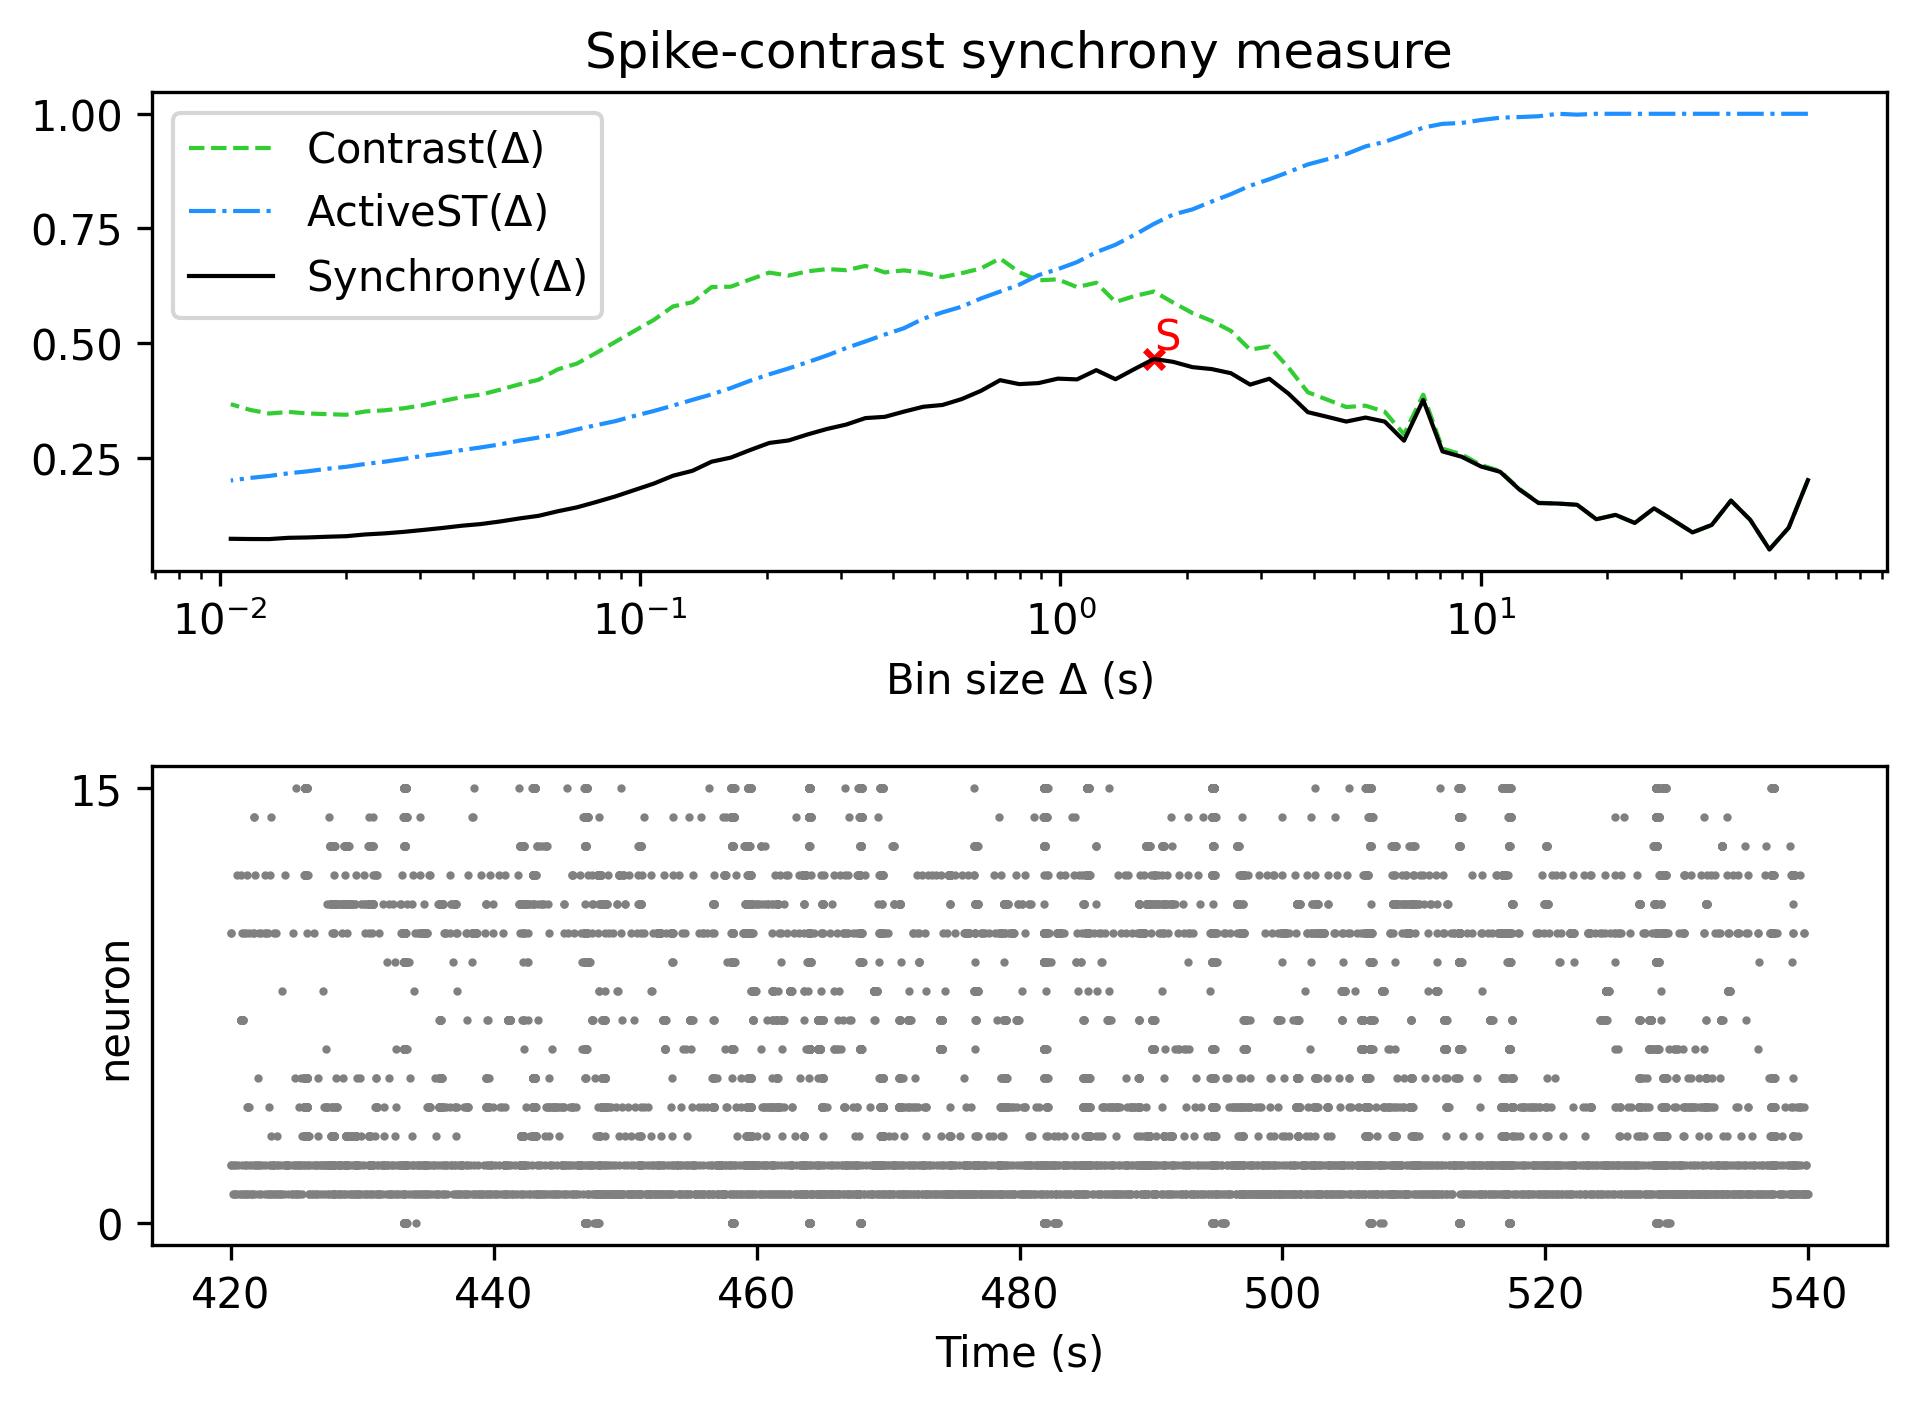 Spike-contrast synchrony measure
1.00
0.75
0.50
0.25
Contrast(Δ)
ActiveST(Δ)
Synchrony(Δ)
S
10⁻² 10⁻¹ 10⁰ 10¹
Bin size Δ (s)
15
0
neuron
420 440 460 480 500 520 540
Time (s)